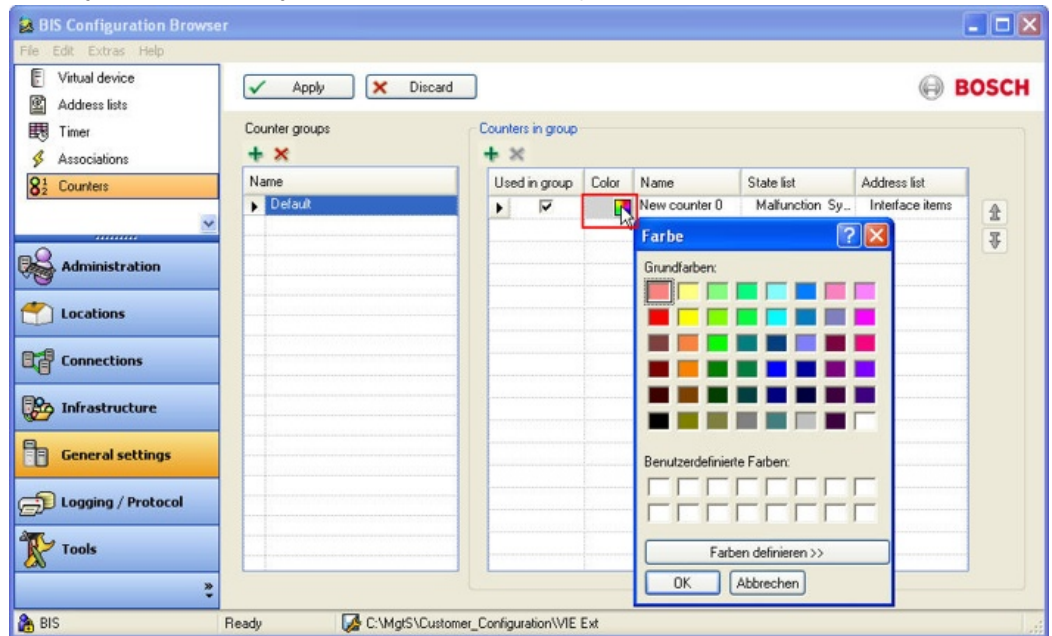 BIS Configuration Browser
File Edit Extras Help
Virtual device
Address lists
Timer
Associations
Counters
Administration
Locations
Connections
Infrastructure
General settings
Logging / Protocol
Tools
Apply
Discard
BOSCH
Counter groups
Name
Default
Counters in group
Used in group Color Name State list Address list
New counter 0 Malfunction Sy... Interface items
Farbe
Grundfarben:
Benutzerdefinierte Farben:
Farben definieren >>
OK Abbrechen
BIS Ready C:\MgtS\Customer_Configuration\VIE Ext